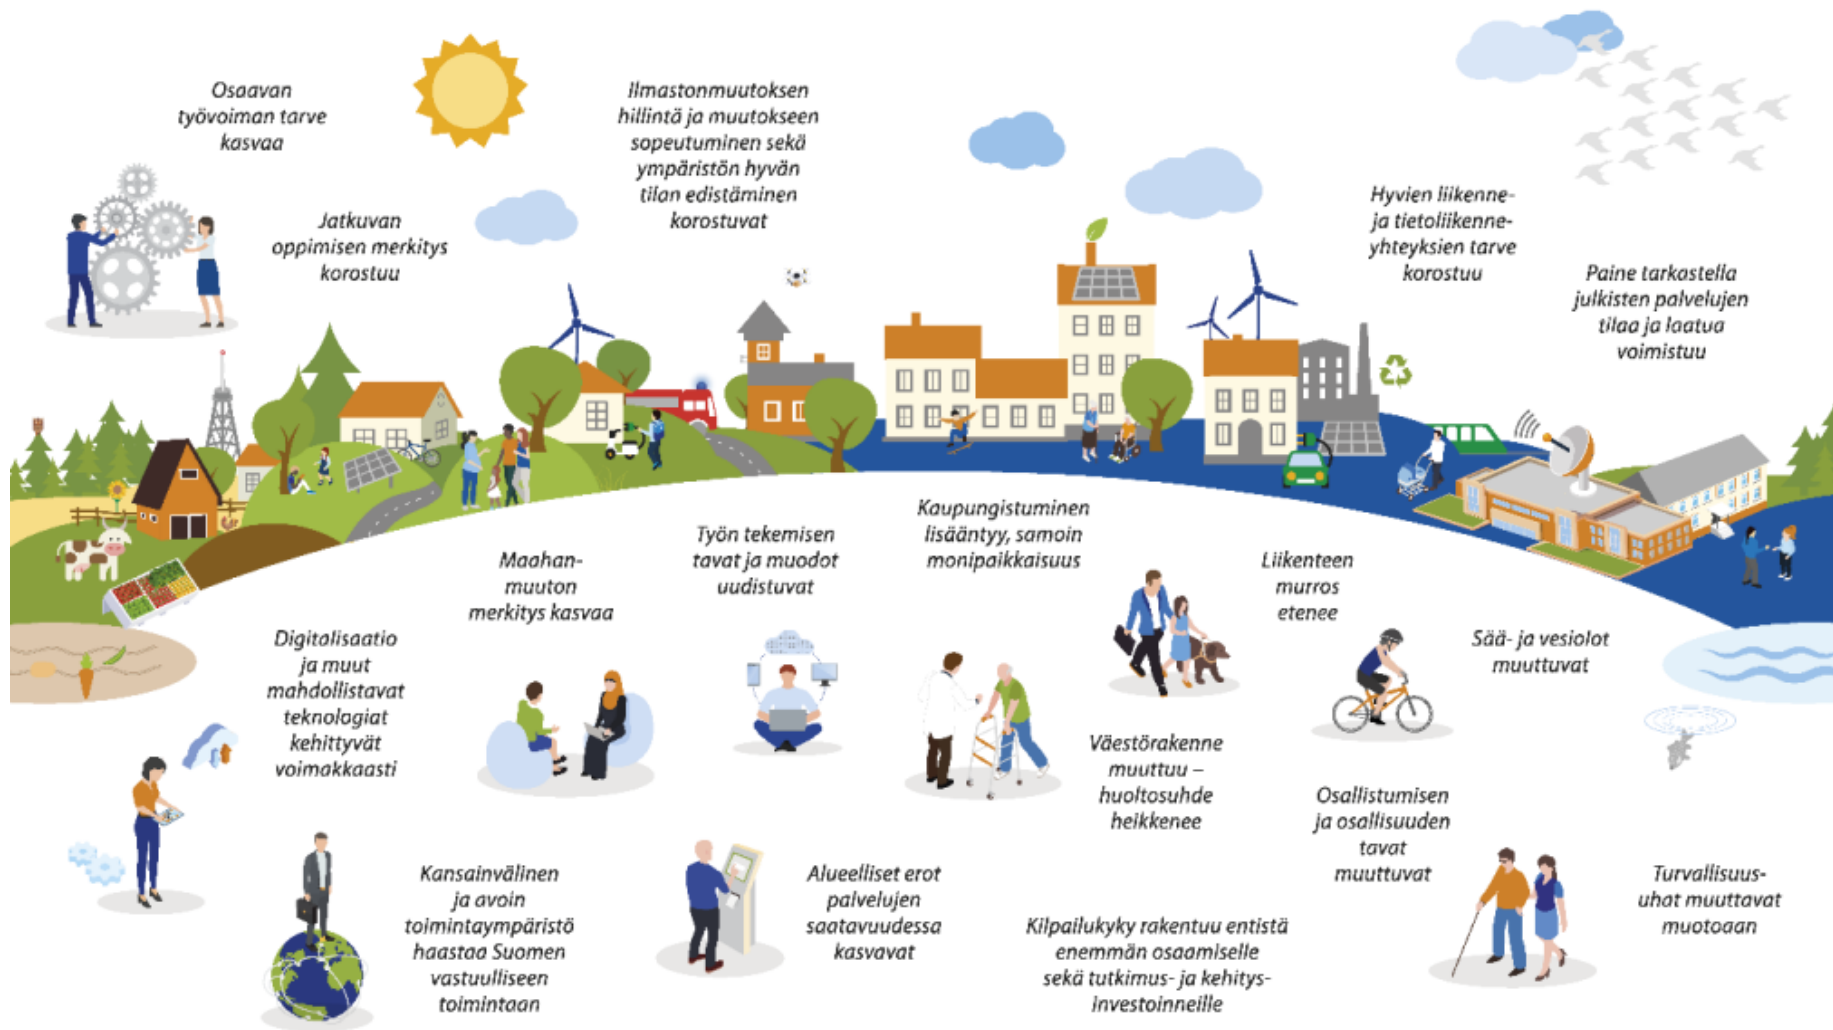 Osaavan
työvoiman tarve
kasvaa
Jatkuvan
oppimisen merkitys
korostuu
Ilmastonmuutoksen
hillintä ja muutokseen
sopeutuminen sekä
ympäristön hyvän
tilan edistäminen
korostuvat
Hyvien liikenne-
ja tietoliikenne-
yhteyksien tarve
korostuu
Paine tarkastella
julkisten palvelujen
tilaa ja laatua
voimistuu
Maahan-
muuton
merkitys kasvaa
Työn tekemisen
tavat ja muodot
uudistuvat
Kaupungistuminen
lisääntyy, samoin
monipaikkaisuus
Liikenteen
murros
etenee
Sää- ja vesiolot
muuttuvat
Digitalisaatio
ja muut
mahdollistavat
teknologiat
kehittyvät
voimakkaasti
Väestörakenne
muuttuu –
huoltosuhde
heikkenee
Osallistumisen
ja osallisuuden
tavat
muuttuvat
Kansainvälinen
ja avoin
toimintaympäristö
haastaa Suomen
vastuulliseen
toimintaan
Alueelliset erot
palvelujen
saatavuudessa
kasvavat
Kilpailukyky rakentuu entistä
enemmän osaamiselle
sekä tutkimus- ja kehitys-
investoinneille
Turvallisuus-
uhat muuttavat
muotoaan